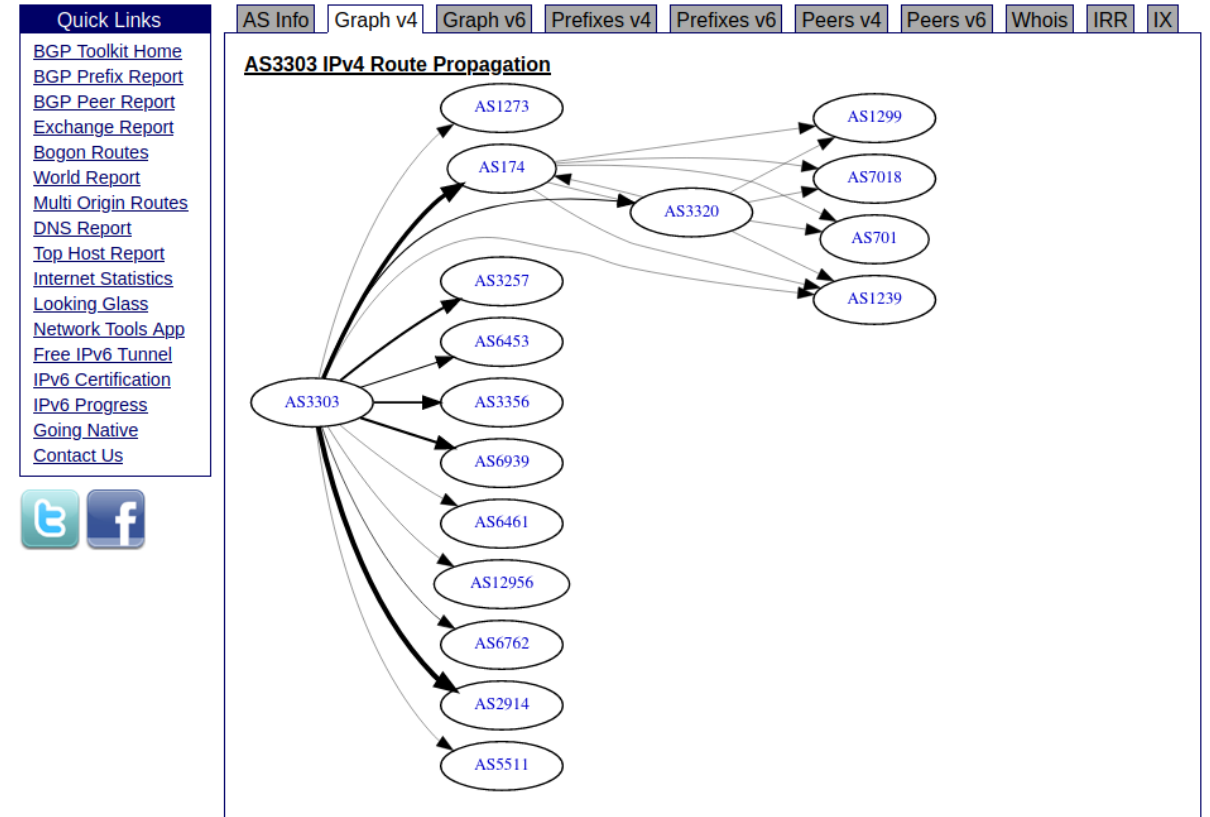 Quick Links
BGP Toolkit Home
BGP Prefix Report
BGP Peer Report
Exchange Report
Bogon Routes
World Report
Multi Origin Routes
DNS Report
Top Host Report
Internet Statistics
Looking Glass
Network Tools App
Free IPv6 Tunnel
IPv6 Certification
IPv6 Progress
Going Native
Contact Us
AS Info Graph v4 Graph v6 Prefixes v4 Prefixes v6 Peers v4 Peers v6 Whois IRR IX
AS3303 IPv4 Route Propagation
AS1273
AS1299
AS174
AS7018
AS3320
AS701
AS3257
AS1239
AS6453
AS3303
AS3356
AS6939
AS6461
AS12956
AS6762
AS2914
AS5511